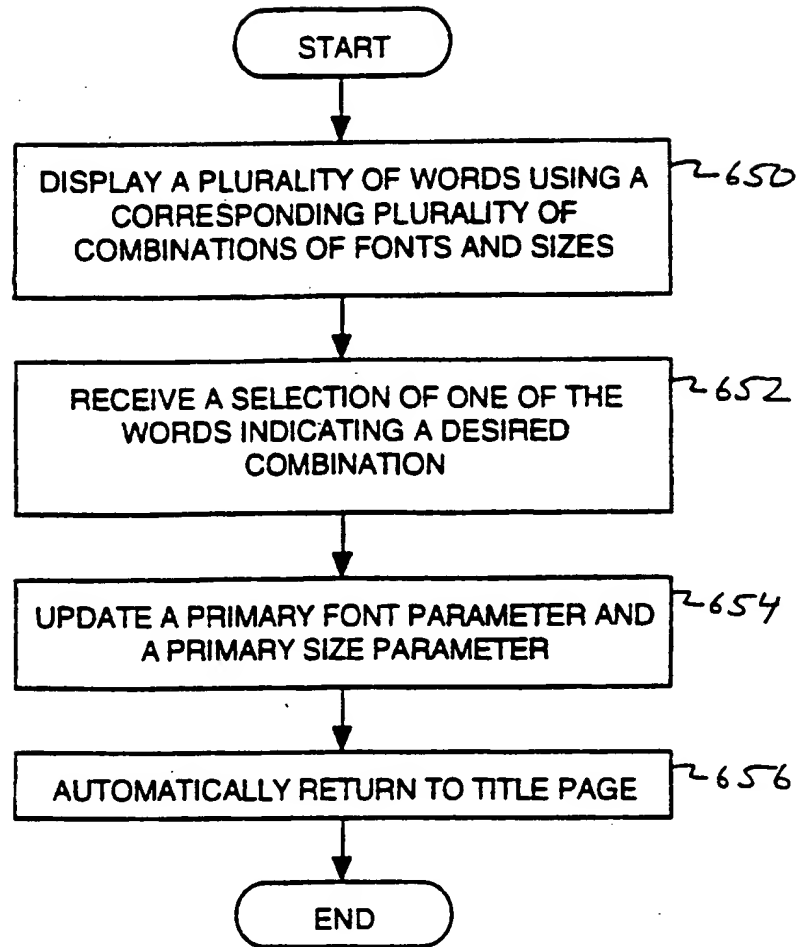 START
DISPLAY A PLURALITY OF WORDS USING A
CORRESPONDING PLURALITY OF
COMBINATIONS OF FONTS AND SIZES
650
RECEIVE A SELECTION OF ONE OF THE
WORDS INDICATING A DESIRED
COMBINATION
652
UPDATE A PRIMARY FONT PARAMETER AND
A PRIMARY SIZE PARAMETER
654
AUTOMATICALLY RETURN TO TITLE PAGE
656
END